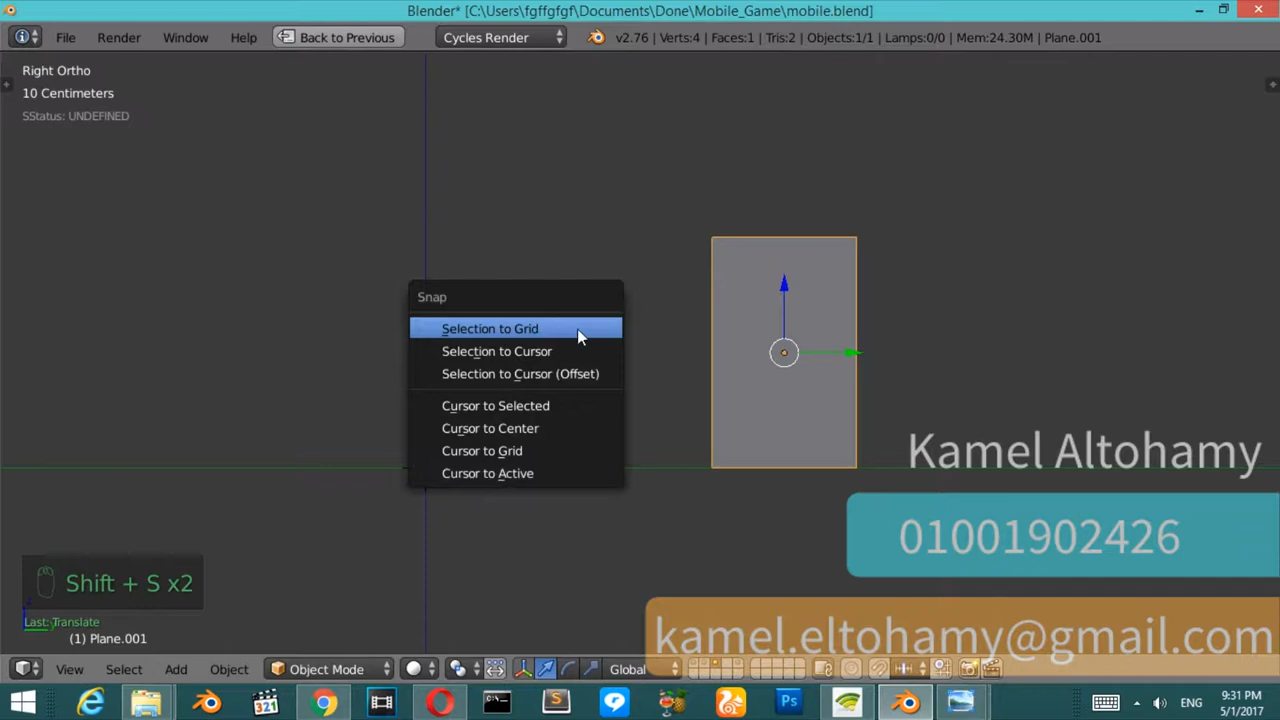 Blender* [C:\Users\fgffgfgf\Documents\Done\Mobile_Game\mobile.blend]
File Render Window Help Back to Previous Cycles Render v2.76 | Verts:4 | Faces:1 | Tris:2 | Objects:1/1 | Lamps:0/0 | Mem:24.30M | Plane.001
Right Ortho
10 Centimeters
SStatus: UNDEFINED
Snap
Selection to Grid
Selection to Cursor
Selection to Cursor (Offset)
Cursor to Selected
Cursor to Center
Cursor to Grid
Cursor to Active
Kamel Altohamy
01001902426
kamel.eltohamy@gmail.com
Shift + S x2
Last: Translate
(1) Plane.001
View Select Add Object Object Mode Global
321
Ps
ENG
9:31 PM
5/1/2017